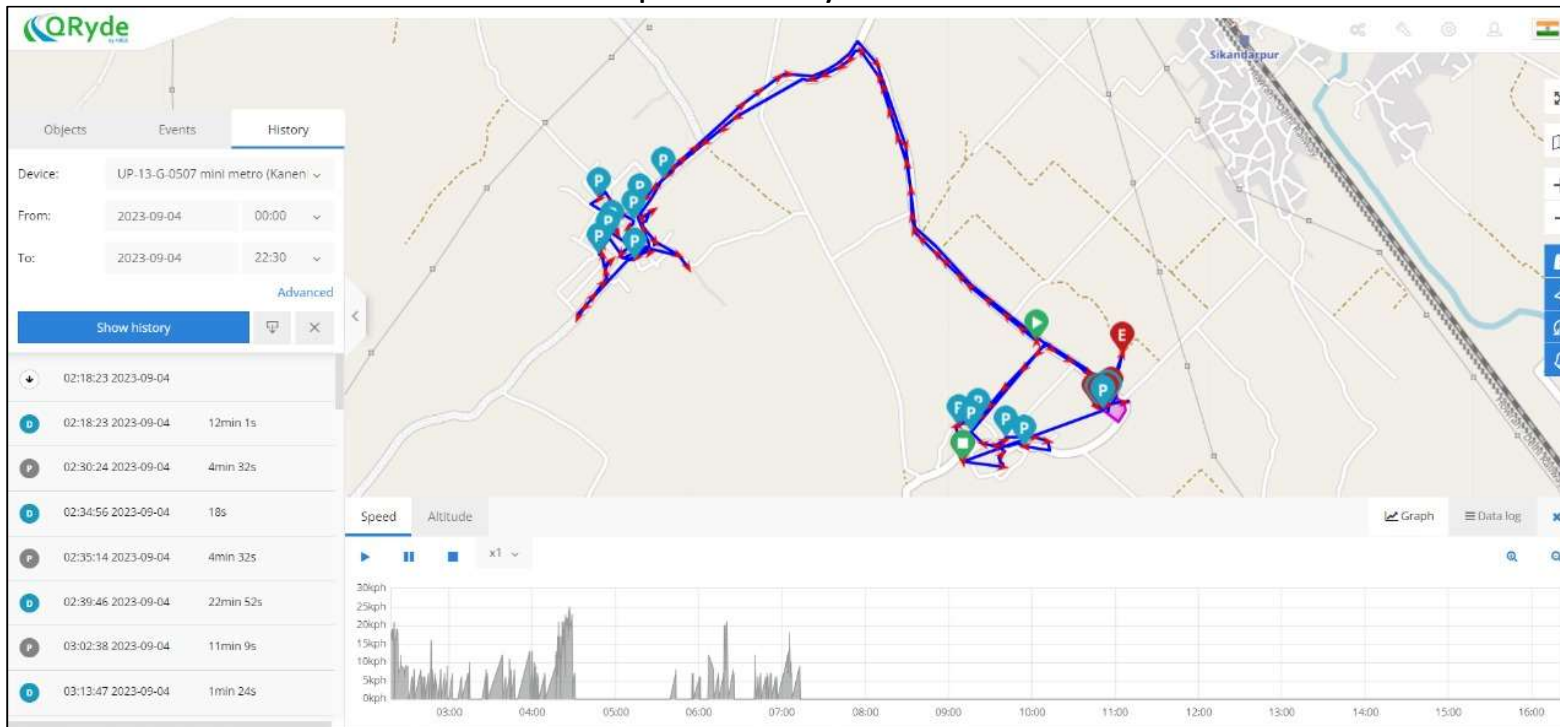 QRyde
Sikandarpur
Objects Events History
Device: UP-13-G-0507 mini metro (Kanen
From: 2023-09-04 00:00
To: 2023-09-04 22:30
Advanced
Show history
02:18:23 2023-09-04
D 02:18:23 2023-09-04 12min 1s
P 02:30:24 2023-09-04 4min 32s
D 02:34:56 2023-09-04 18s
P 02:35:14 2023-09-04 4min 32s
D 02:39:46 2023-09-04 22min 52s
P 03:02:38 2023-09-04 11min 9s
D 03:13:47 2023-09-04 1min 24s
P
P
P
P
P
P
P
P
E
P
P
P
P
P
P
Speed Altitude Graph Data log
x1
30kph
25kph
20kph
15kph
10kph
5kph
0kph
03:00 04:00 05:00 06:00 07:00 08:00 09:00 10:00 11:00 12:00 13:00 14:00 15:00 16:00